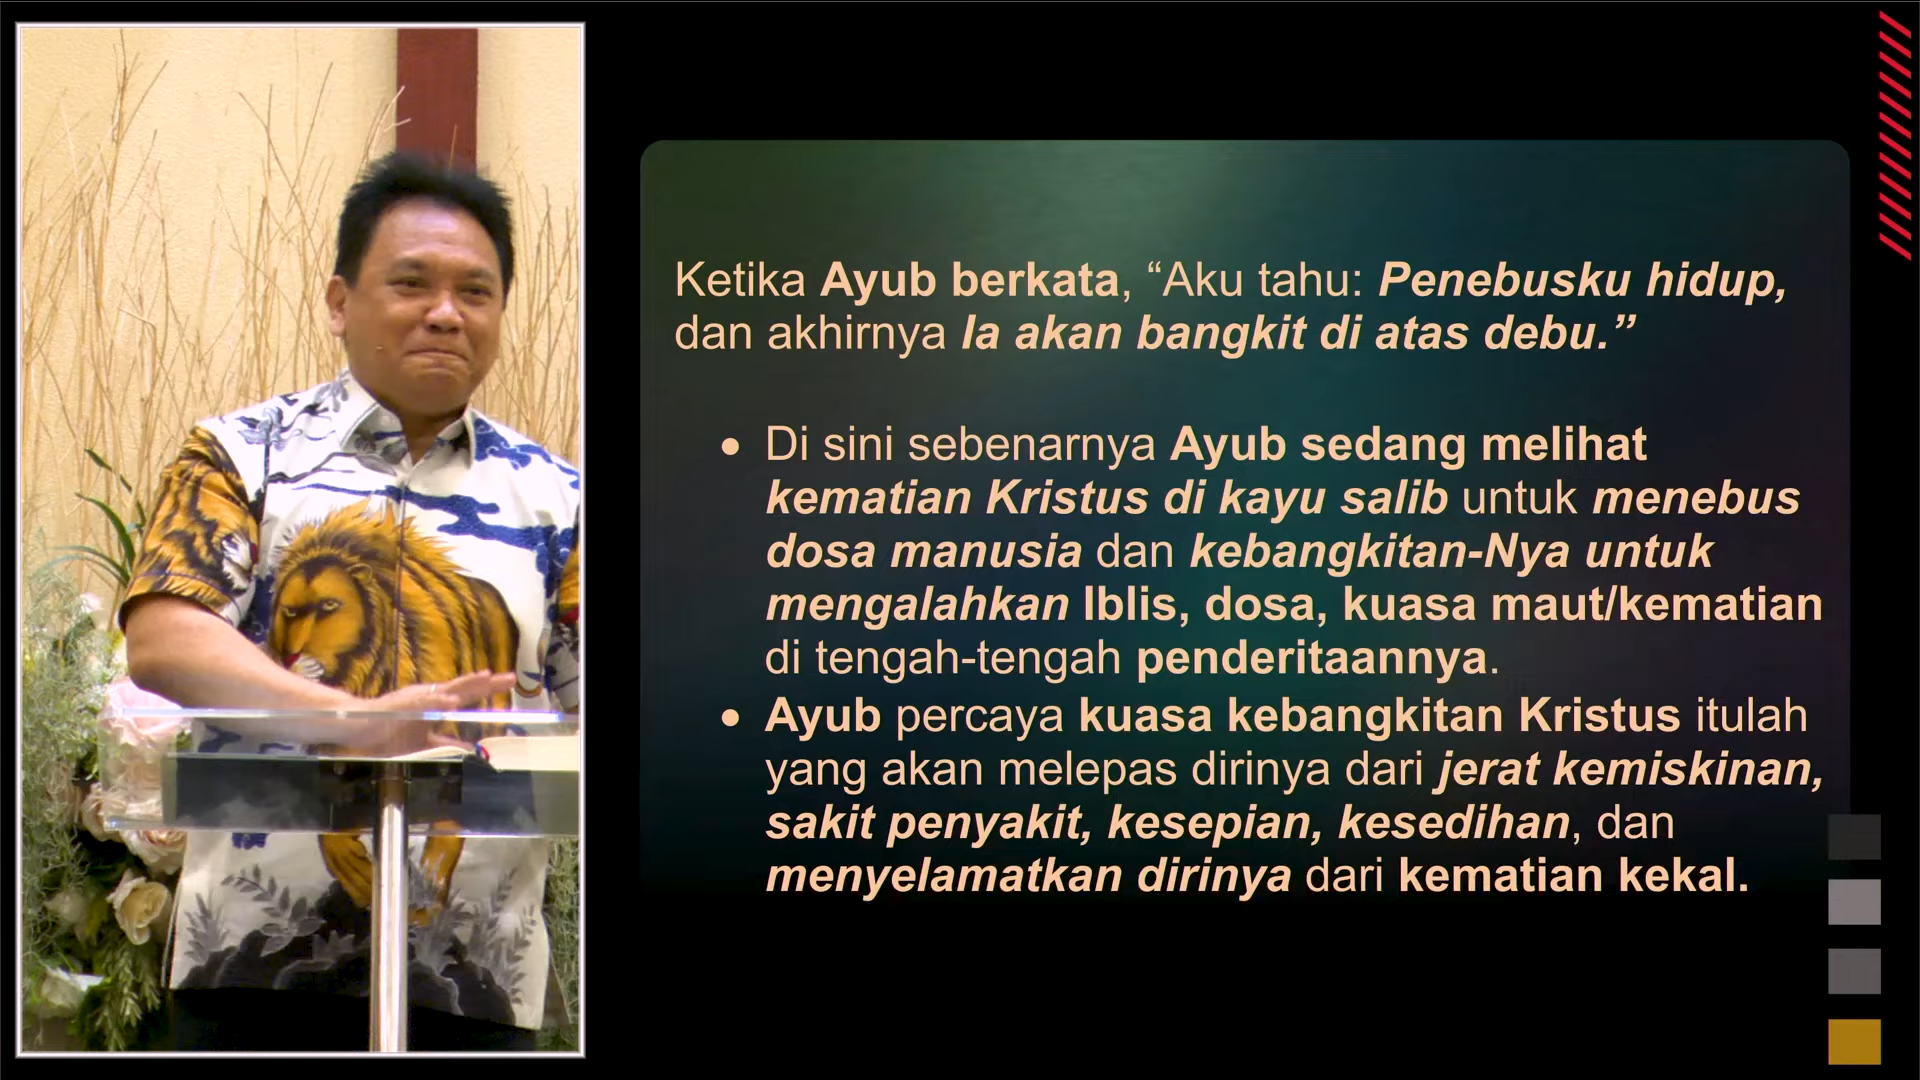 Ketika Ayub berkata, “Aku tahu: Penebusku hidup,
dan akhirnya Ia akan bangkit di atas debu.”
• Di sini sebenarnya Ayub sedang melihat
kematian Kristus di kayu salib untuk menebus
dosa manusia dan kebangkitan-Nya untuk
mengalahkan Iblis, dosa, kuasa maut/kematian
di tengah-tengah penderitaannya.
• Ayub percaya kuasa kebangkitan Kristus itulah
yang akan melepas dirinya dari jerat kemiskinan,
sakit penyakit, kesepian, kesedihan, dan
menyelamatkan dirinya dari kematian kekal.